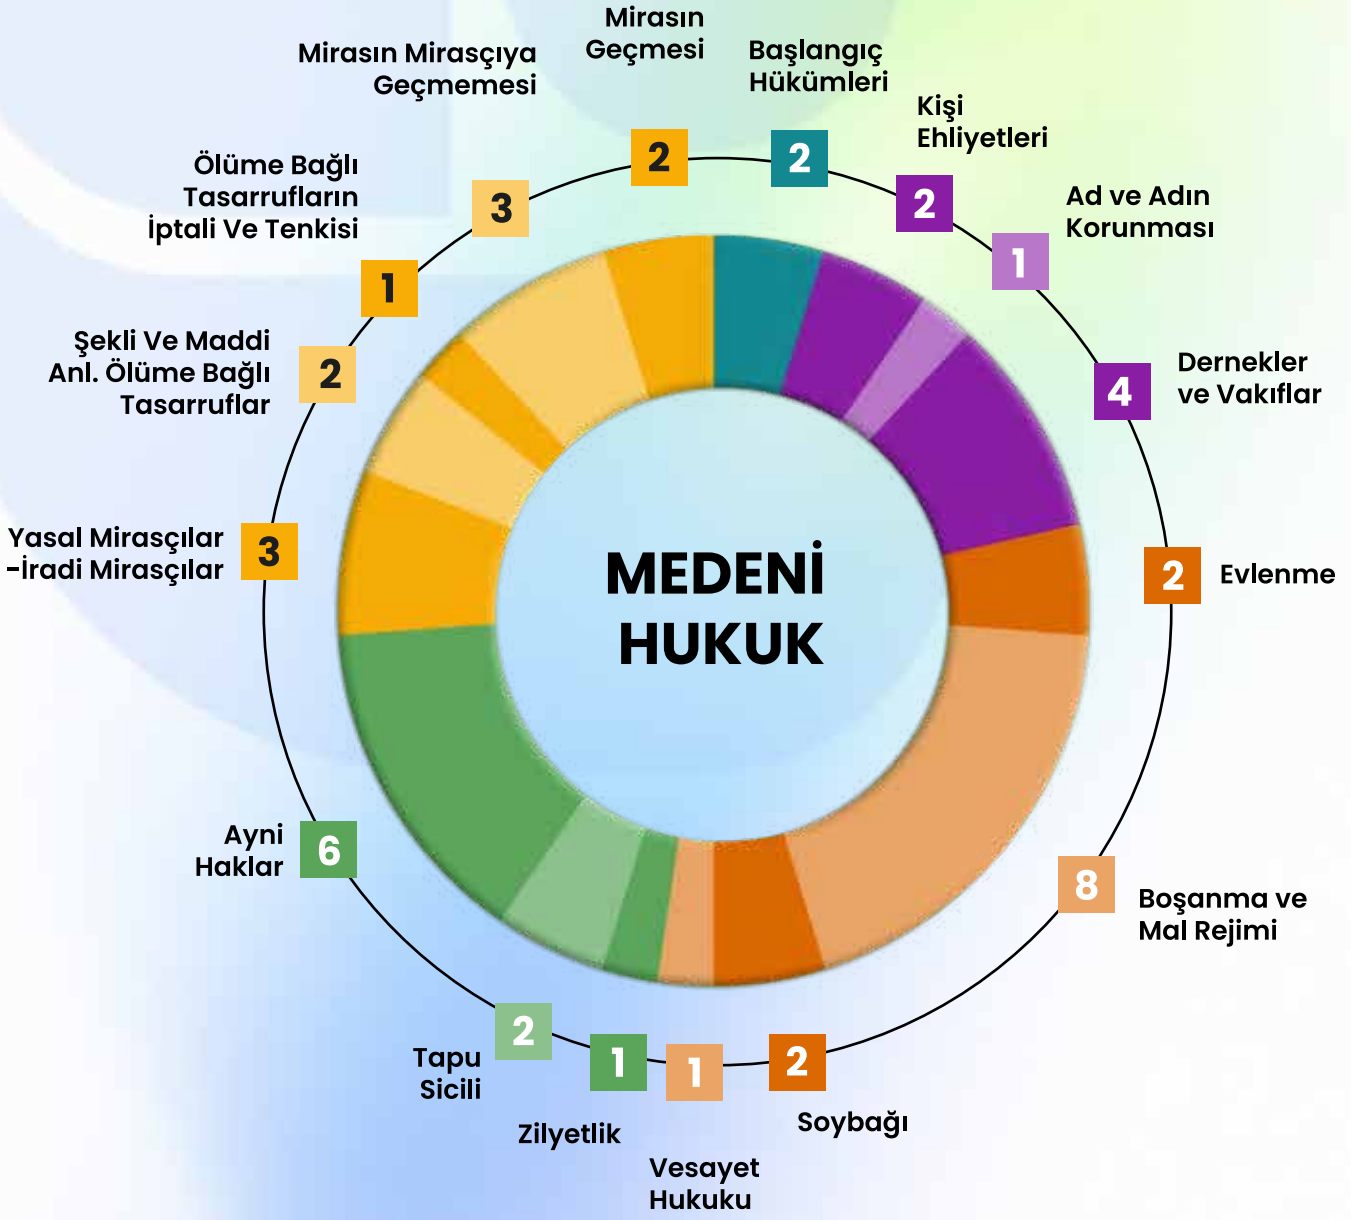 Mirasın
Geçmesi
2
Başlangıç
Hükümleri
2
Kişi
Ehliyetleri
2
Ad ve Adın
Korunması
1
Dernekler
ve Vakıflar
4
Evlenme
2
Boşanma ve
Mal Rejimi
8
Soybağı
2
Vesayet
Hukuku
1
Zilyetlik
1
Tapu
Sicili
2
Ayni
Haklar
6
Yasal Mirasçılar
-İradi Mirasçılar
3
Şekli Ve Maddi
Anl. Ölüme Bağlı
Tasarruflar
2
Ölüme Bağlı
Tasarrufların
İptali Ve Tenkisi
1
Mirasın Mirasçıya
Geçmemesi
3
MEDENİ
HUKUK